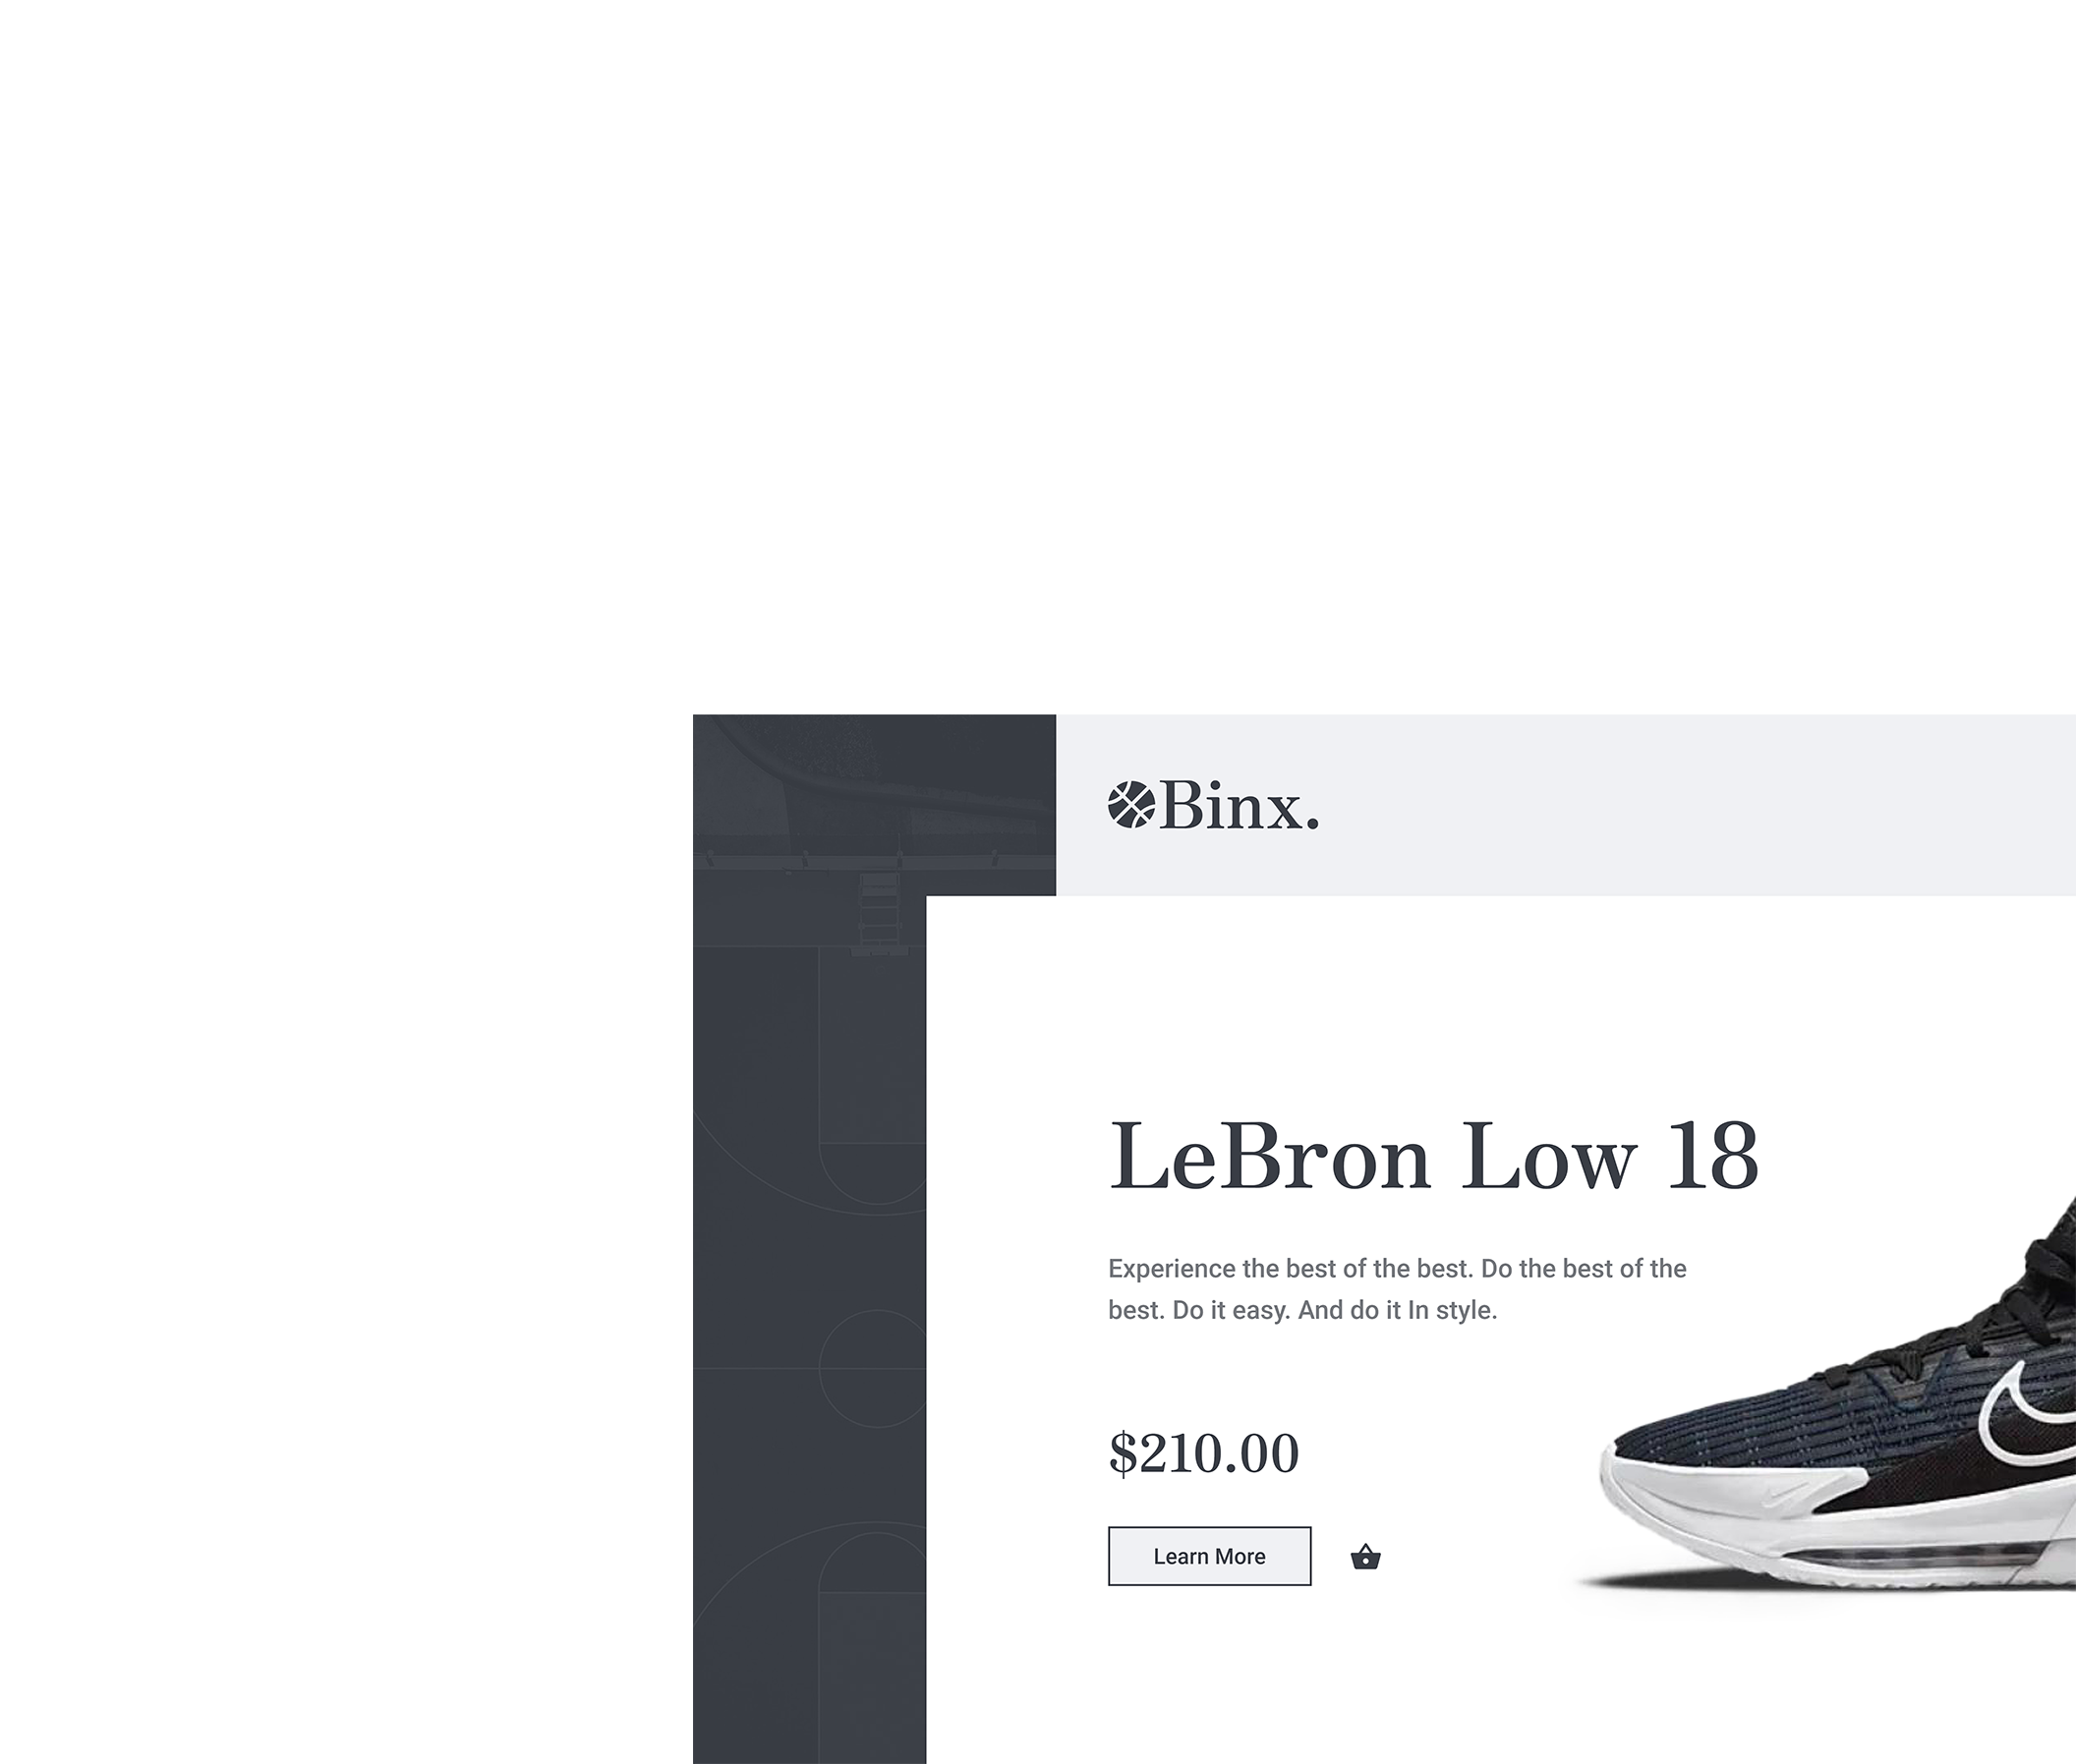 Binx.
LeBron Low 18
Experience the best of the best. Do the best of the
best. Do it easy. And do it In style.
$210.00
Learn More